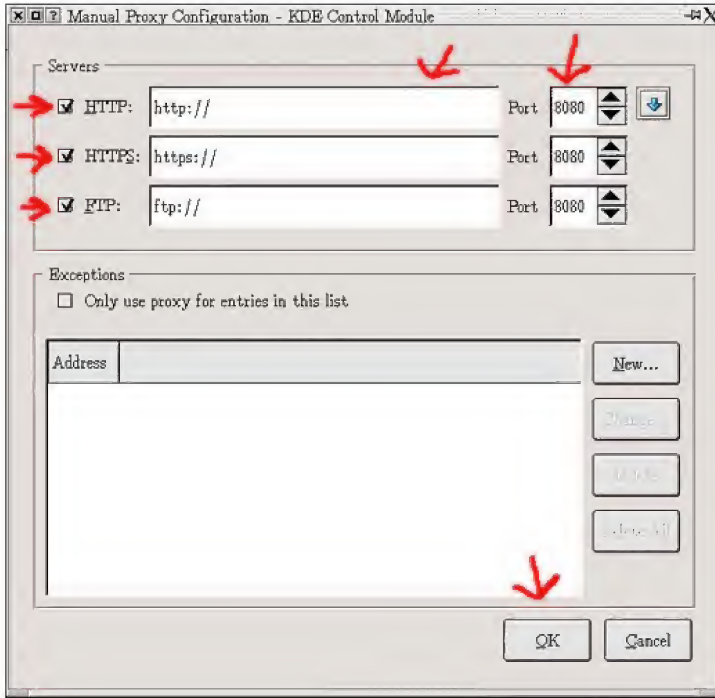 Manual Proxy Configuration - KDE Control Module
Servers
HTTP: http:// Port 8080
HTTPS: https:// Port 8080
FTP: ftp:// Port 8080
Exceptions
Only use proxy for entries in this list
Address
New...
OK Cancel